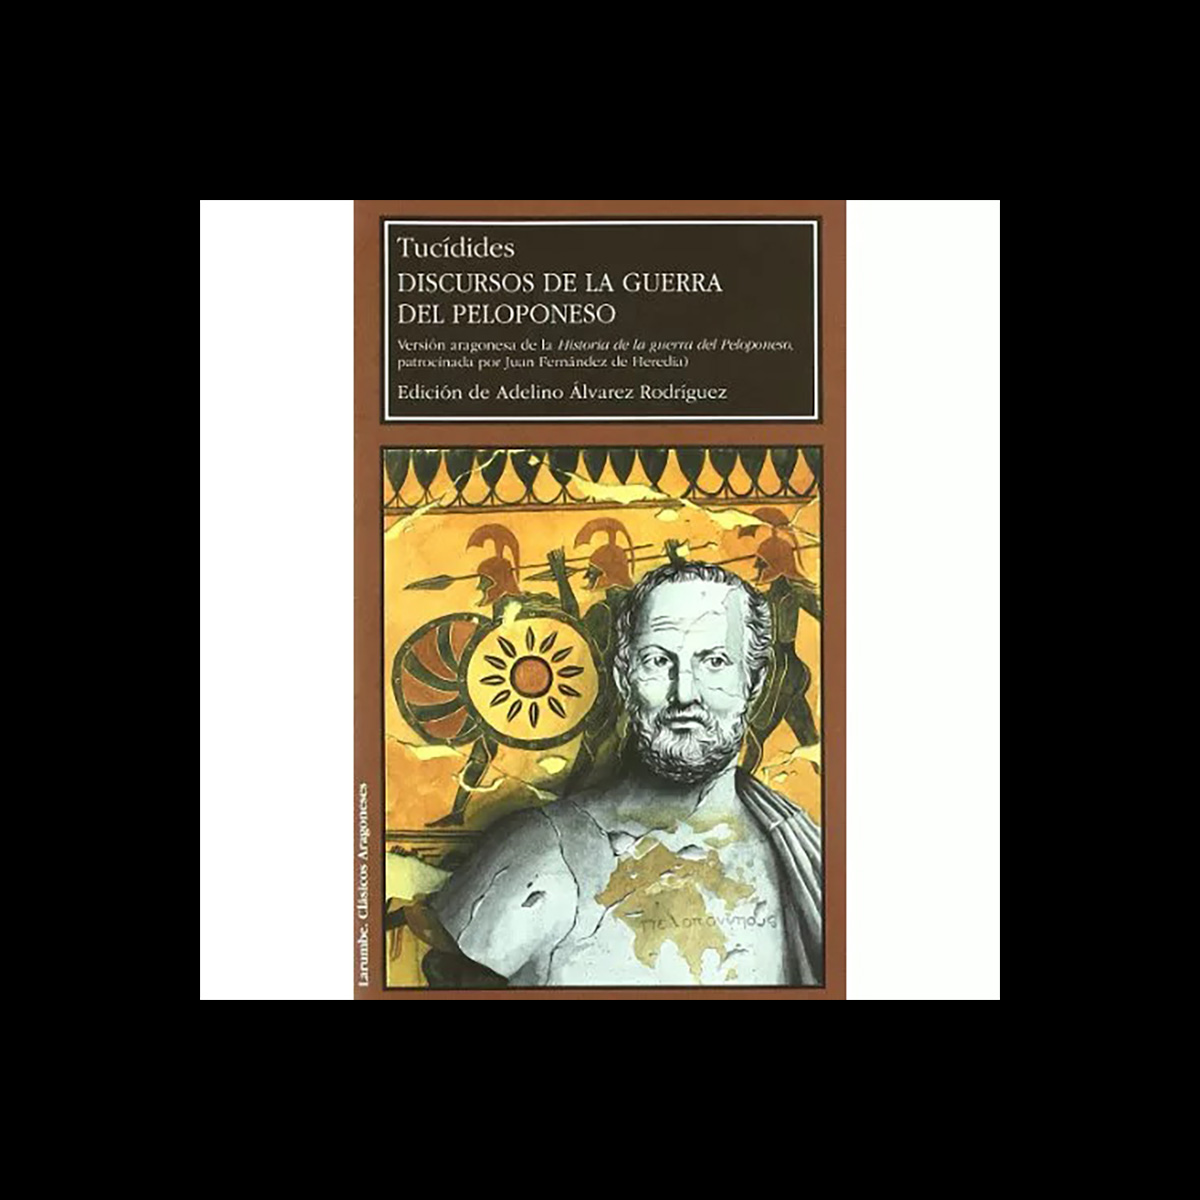 Tucídides
DISCURSOS DE LA GUERRA
DEL PELOPONESO
Versión aragonesa de la Historia de la guerra del Peloponeso,
patrocinada por Juan Fernández de Heredia)
Edición de Adelino Álvarez Rodríguez
Larumbe. Clásicos Aragoneses